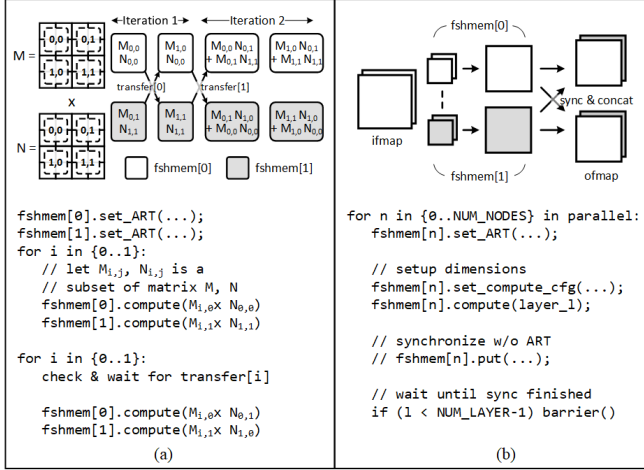 Iteration 1
Iteration 2
M =
0,0
0,1
1,0
1,1
x
N =
0,0
0,1
1,0
1,1
M0,0
N0,0
M1,0
N0,0
M0,0 N0,1
+ M0,1 N1,1
M1,0 N0,1
+ M1,1 N1,1
transfer[0]
transfer[1]
M0,1
N1,1
M1,1
N1,1
M0,1 N1,0
+ M0,0 N0,0
M1,1 N1,0
+ M1,0 N0,0
fshmem[0]
fshmem[1]
fshmem[0].set_ART(...);
fshmem[1].set_ART(...);
for i in {0..1}:
// let Mi,j, Ni,j is a
// subset of matrix M, N
fshmem[0].compute(Mi,0x N0,0)
fshmem[1].compute(Mi,1x N1,1)
for i in {0..1}:
check & wait for transfer[i]
fshmem[0].compute(Mi,0x N0,1)
fshmem[1].compute(Mi,1x N1,0)
(a)
fshmem[0]
sync & concat
ifmap
fshmem[1]
ofmap
for n in {0..NUM_NODES} in parallel:
fshmem[n].set_ART(...);
// setup dimensions
fshmem[n].set_compute_cfg(...);
fshmem[n].compute(layer_l);
// synchronize w/o ART
// fshmem[n].put(...);
// wait until sync finished
if (l < NUM_LAYER-1) barrier()
(b)